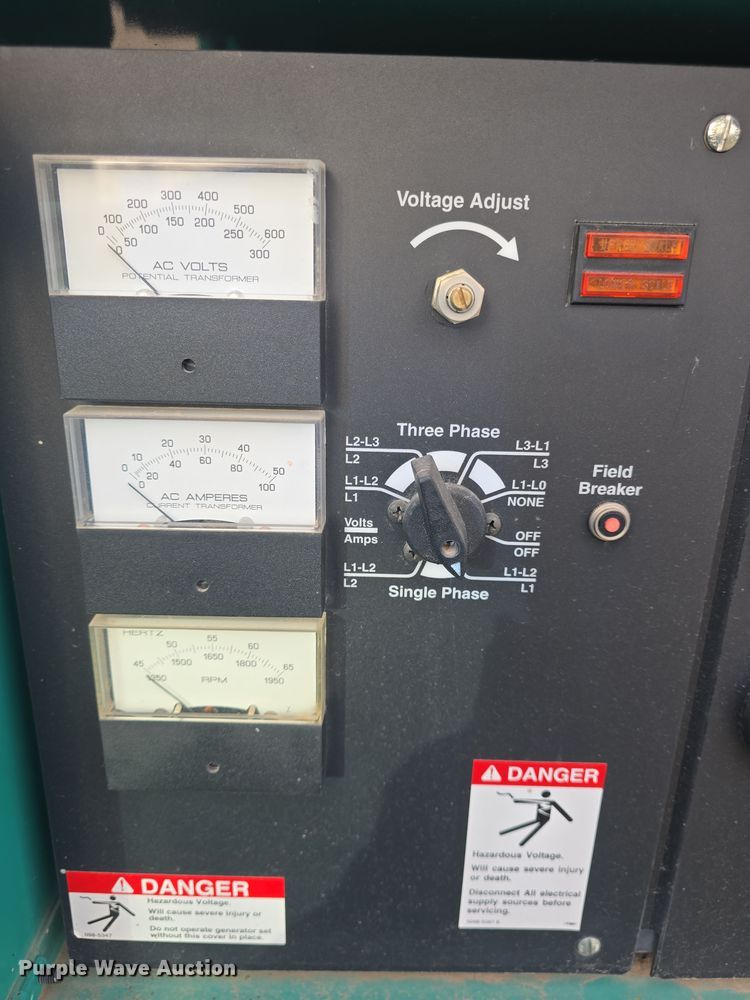 0 100 200 300 400 500 600
0 50 100 150 200 250 300
AC VOLTS
POTENTIAL TRANSFORMER
Voltage Adjust
UPPER SCALE
LOWER SCALE
0 10 20 30 40 50
0 20 40 60 80 100
AC AMPERES
CURRENT TRANSFORMER
Three Phase
L2-L3
L2
L3-L1
L3
L1-L2
L1
L1-L0
NONE
Volts
Amps
OFF
OFF
L1-L2
L2
L1-L2
L1
Single Phase
Field
Breaker
HERTZ
45 50 55 60 65
1350 1500 1650 1800 1950
RPM
DANGER
Hazardous Voltage.
Will cause severe injury
or death.
Disconnect All electrical
supply sources before
servicing.
DANGER
Hazardous Voltage.
Will cause severe injury or
death.
Do not operate generator set
without this cover in place.
098-5347
Purple Wave Auction